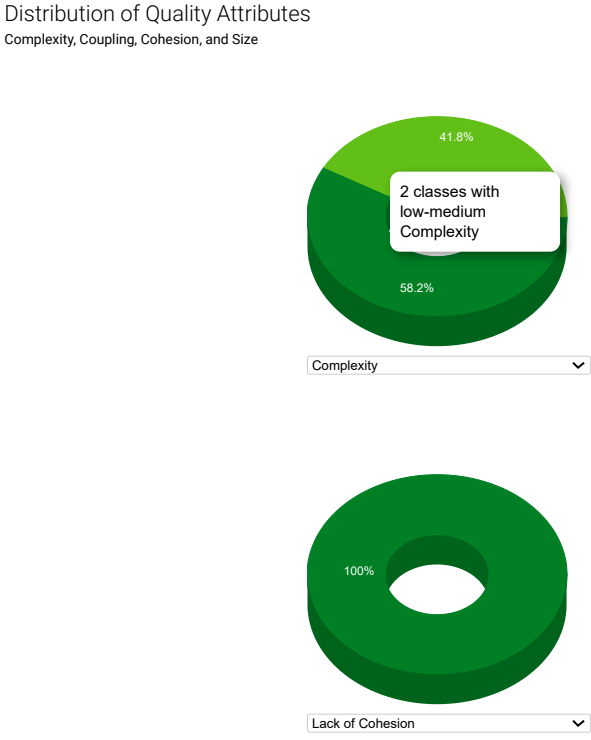 Distribution of Quality Attributes
Complexity, Coupling, Cohesion, and Size
41.8%
2 classes with
low-medium
Complexity
58.2%
Complexity
100%
Lack of Cohesion